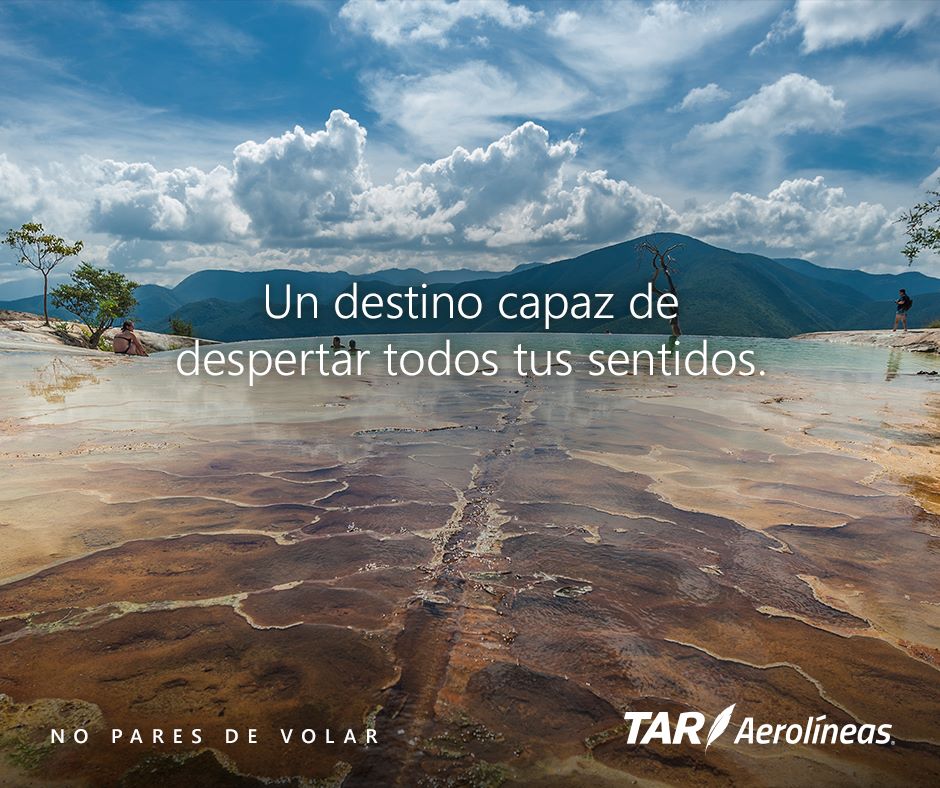 Un destino capaz de
despertar todos tus sentidos.
NO PARES DE VOLAR
TAR Aerolíneas